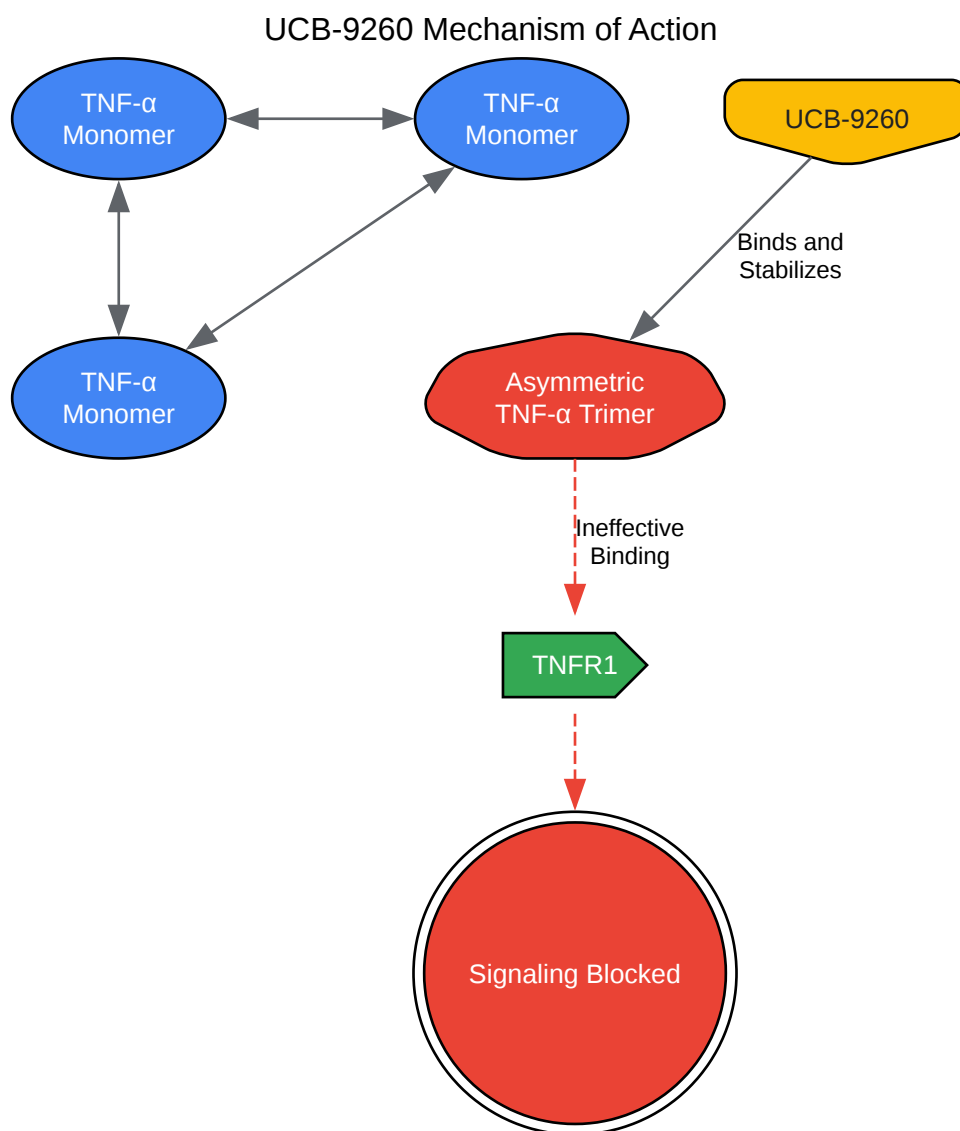 UCB-9260 Mechanism of Action
TNF-α
Monomer
TNF-α
Monomer
UCB-9260
Binds and
Stabilizes
TNF-α
Monomer
Asymmetric
TNF-α Trimer
Ineffective
Binding
TNFR1
Signaling Blocked